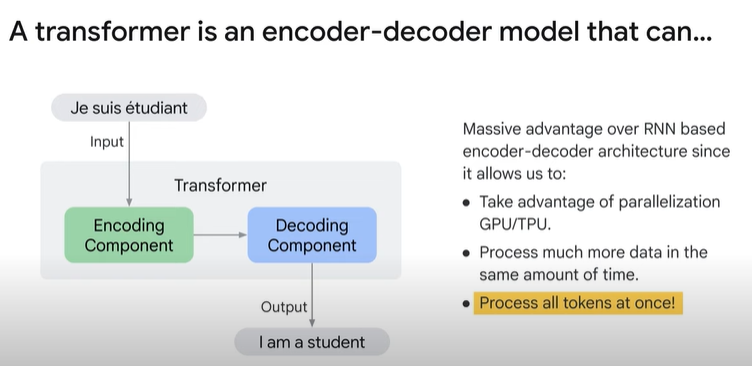 A transformer is an encoder-decoder model that can...
Je suis étudiant
Input
Transformer
Encoding
Component
Decoding
Component
Output
I am a student
Massive advantage over RNN based
encoder-decoder architecture since
it allows us to:
● Take advantage of parallelization
GPU/TPU.
● Process much more data in the
same amount of time.
● Process all tokens at once!